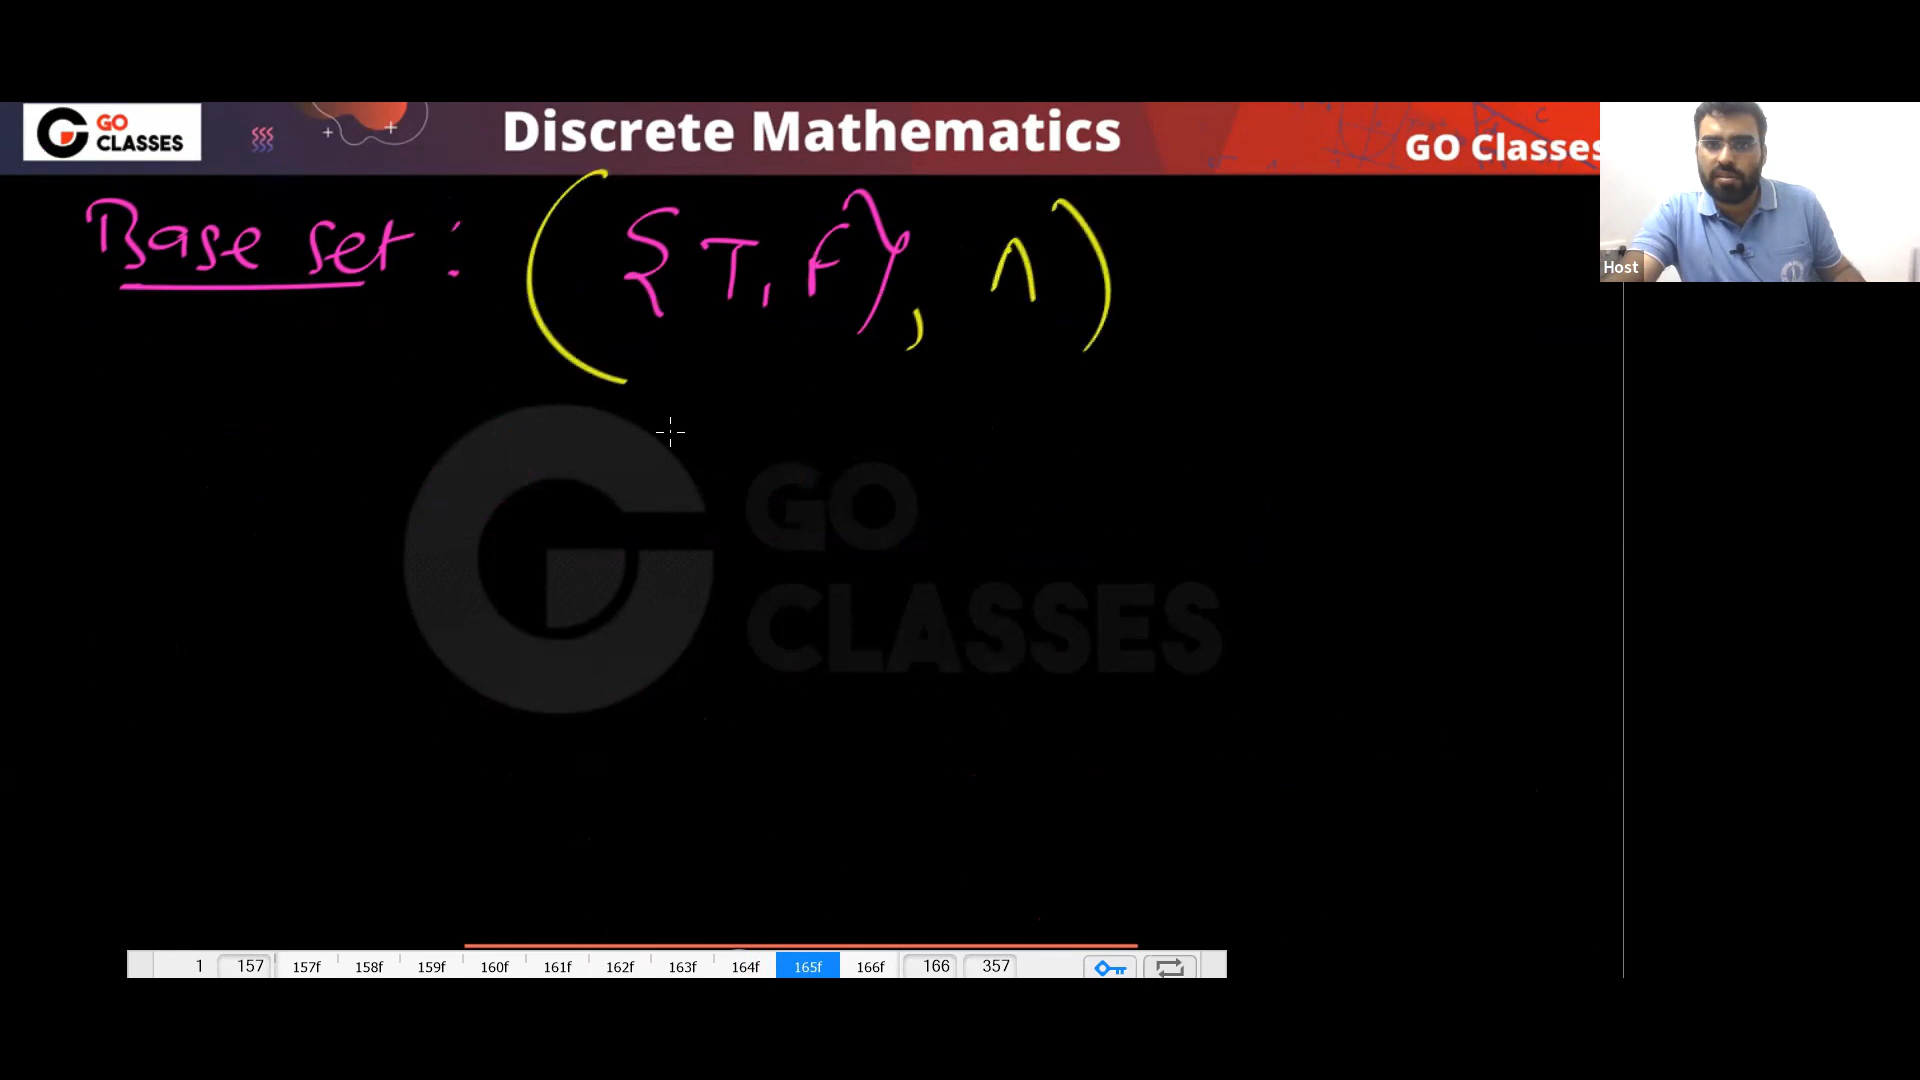 GO
CLASSES
Discrete Mathematics
GO Classes
Host
Base set : ( { T, F } , ∧ )
GO
CLASSES
1 157 157f 158f 159f 160f 161f 162f 163f 164f 165f 166f 166 357